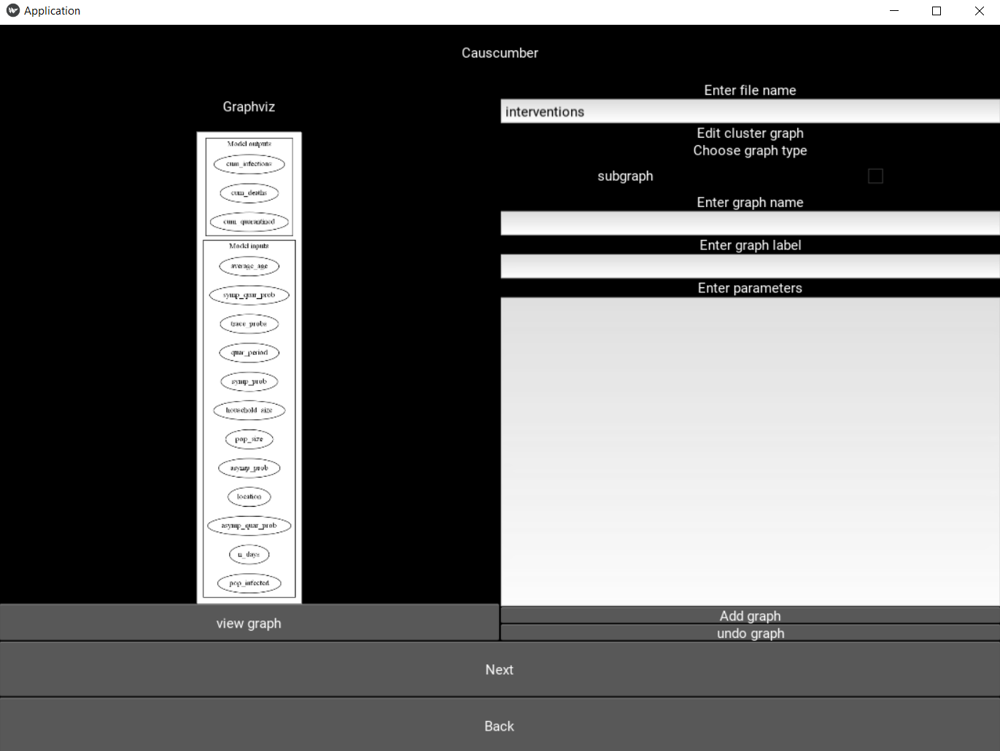 Application
Causcumber
Graphviz
Model outputs
cum_infections
cum_deaths
cum_quarantined
Model inputs
average_age
symp_quar_prob
trace_probs
quar_period
symp_prob
household_size
pop_size
asymp_prob
location
asymp_quar_prob
n_days
pop_infected
view graph
Enter file name
interventions
Edit cluster graph
Choose graph type
subgraph
Enter graph name
Enter graph label
Enter parameters
Add graph
undo graph
Next
Back